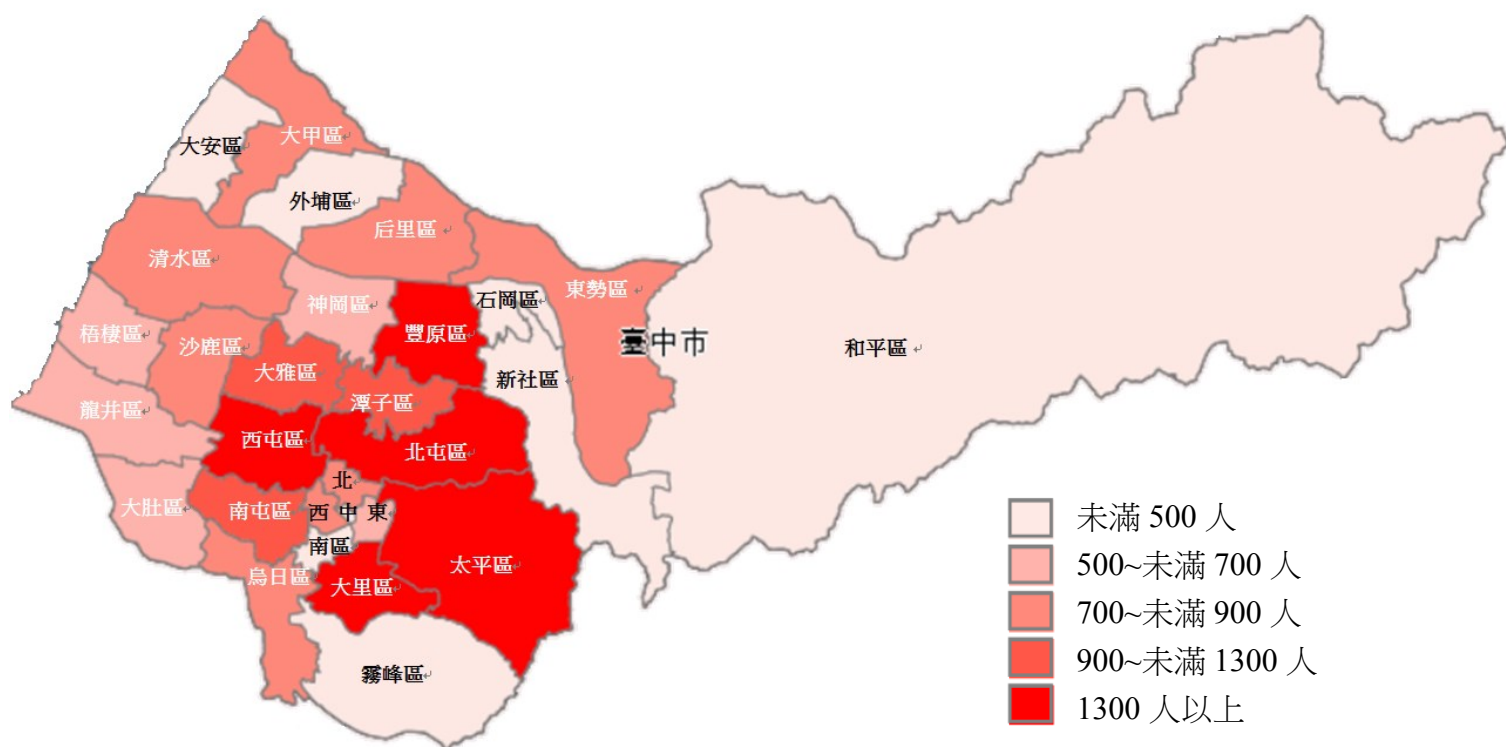 大甲區
大安區
外埔區
后里區
清水區
東勢區
石岡區
神岡區
梧棲區
沙鹿區
豐原區
臺中市
和平區
大雅區
新社區
龍井區
潭子區
西屯區
北屯區
北
大肚區
南屯區
西
中
東
南區
太平區
烏日區
大里區
霧峰區
未滿 500 人
500~未滿 700 人
700~未滿 900 人
900~未滿 1300 人
1300 人以上